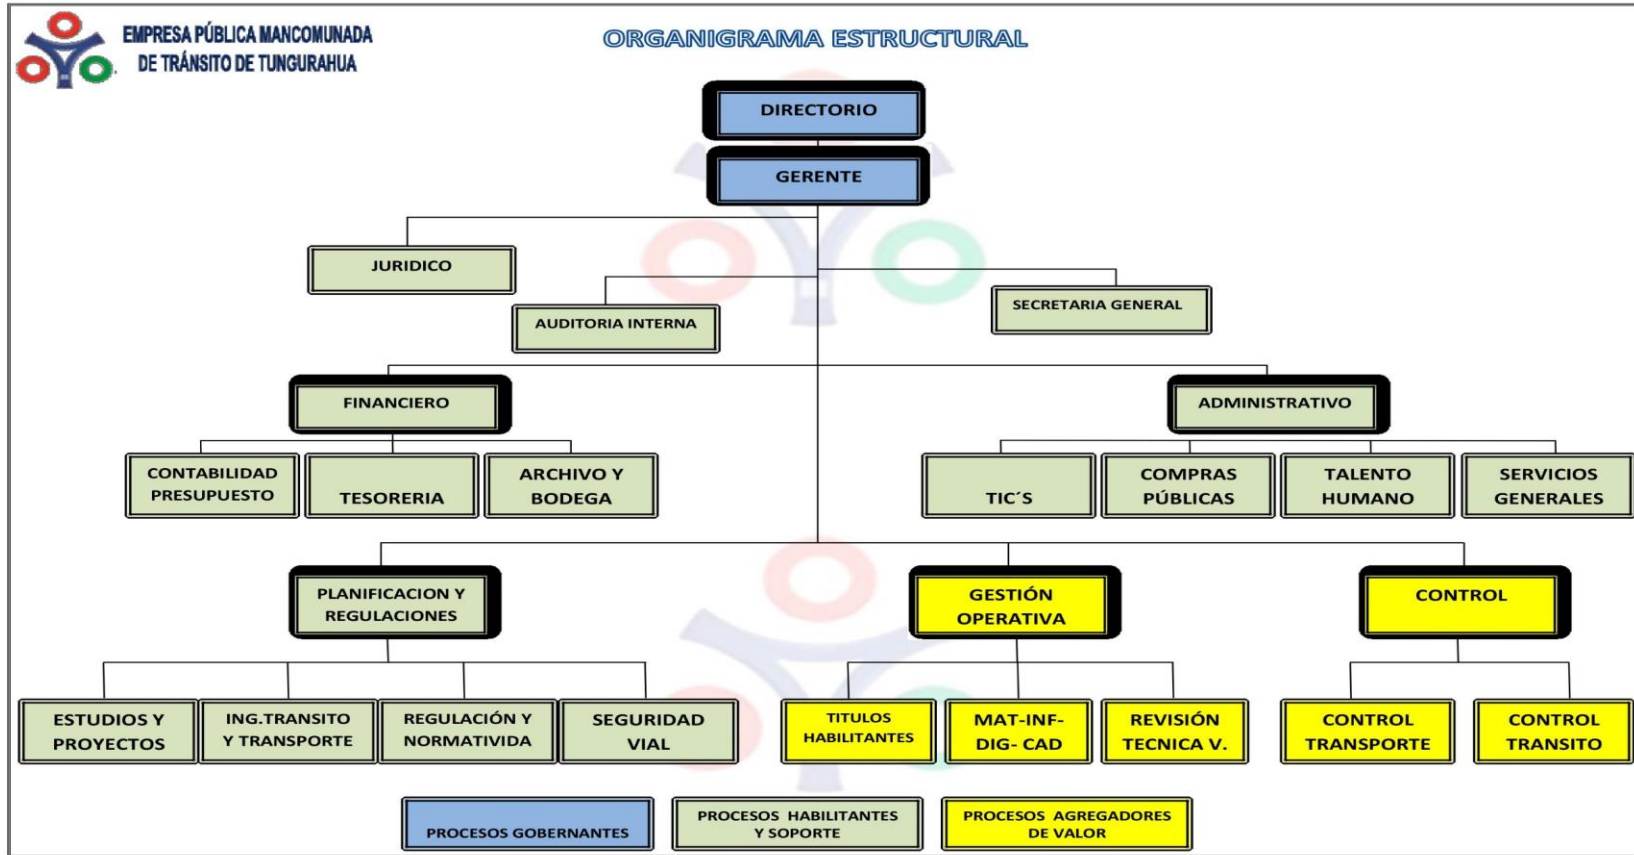 EMPRESA PÚBLICA MANCOMUNADA
DE TRÁNSITO DE TUNGURAHUA
ORGANIGRAMA ESTRUCTURAL
DIRECTORIO
GERENTE
JURIDICO
AUDITORIA INTERNA
SECRETARIA GENERAL
FINANCIERO
ADMINISTRATIVO
CONTABILIDAD
PRESUPUESTO
TESORERIA
ARCHIVO Y
BODEGA
TIC´S
COMPRAS
PÚBLICAS
TALENTO
HUMANO
SERVICIOS
GENERALES
PLANIFICACION Y
REGULACIONES
GESTIÓN
OPERATIVA
CONTROL
ESTUDIOS Y
PROYECTOS
ING.TRANSITO
Y TRANSPORTE
REGULACIÓN Y
NORMATIVIDA
SEGURIDAD
VIAL
TITULOS
HABILITANTES
MAT-INF-
DIG- CAD
REVISIÓN
TECNICA V.
CONTROL
TRANSPORTE
CONTROL
TRANSITO
PROCESOS GOBERNANTES
PROCESOS HABILITANTES
Y SOPORTE
PROCESOS AGREGADORES
DE VALOR